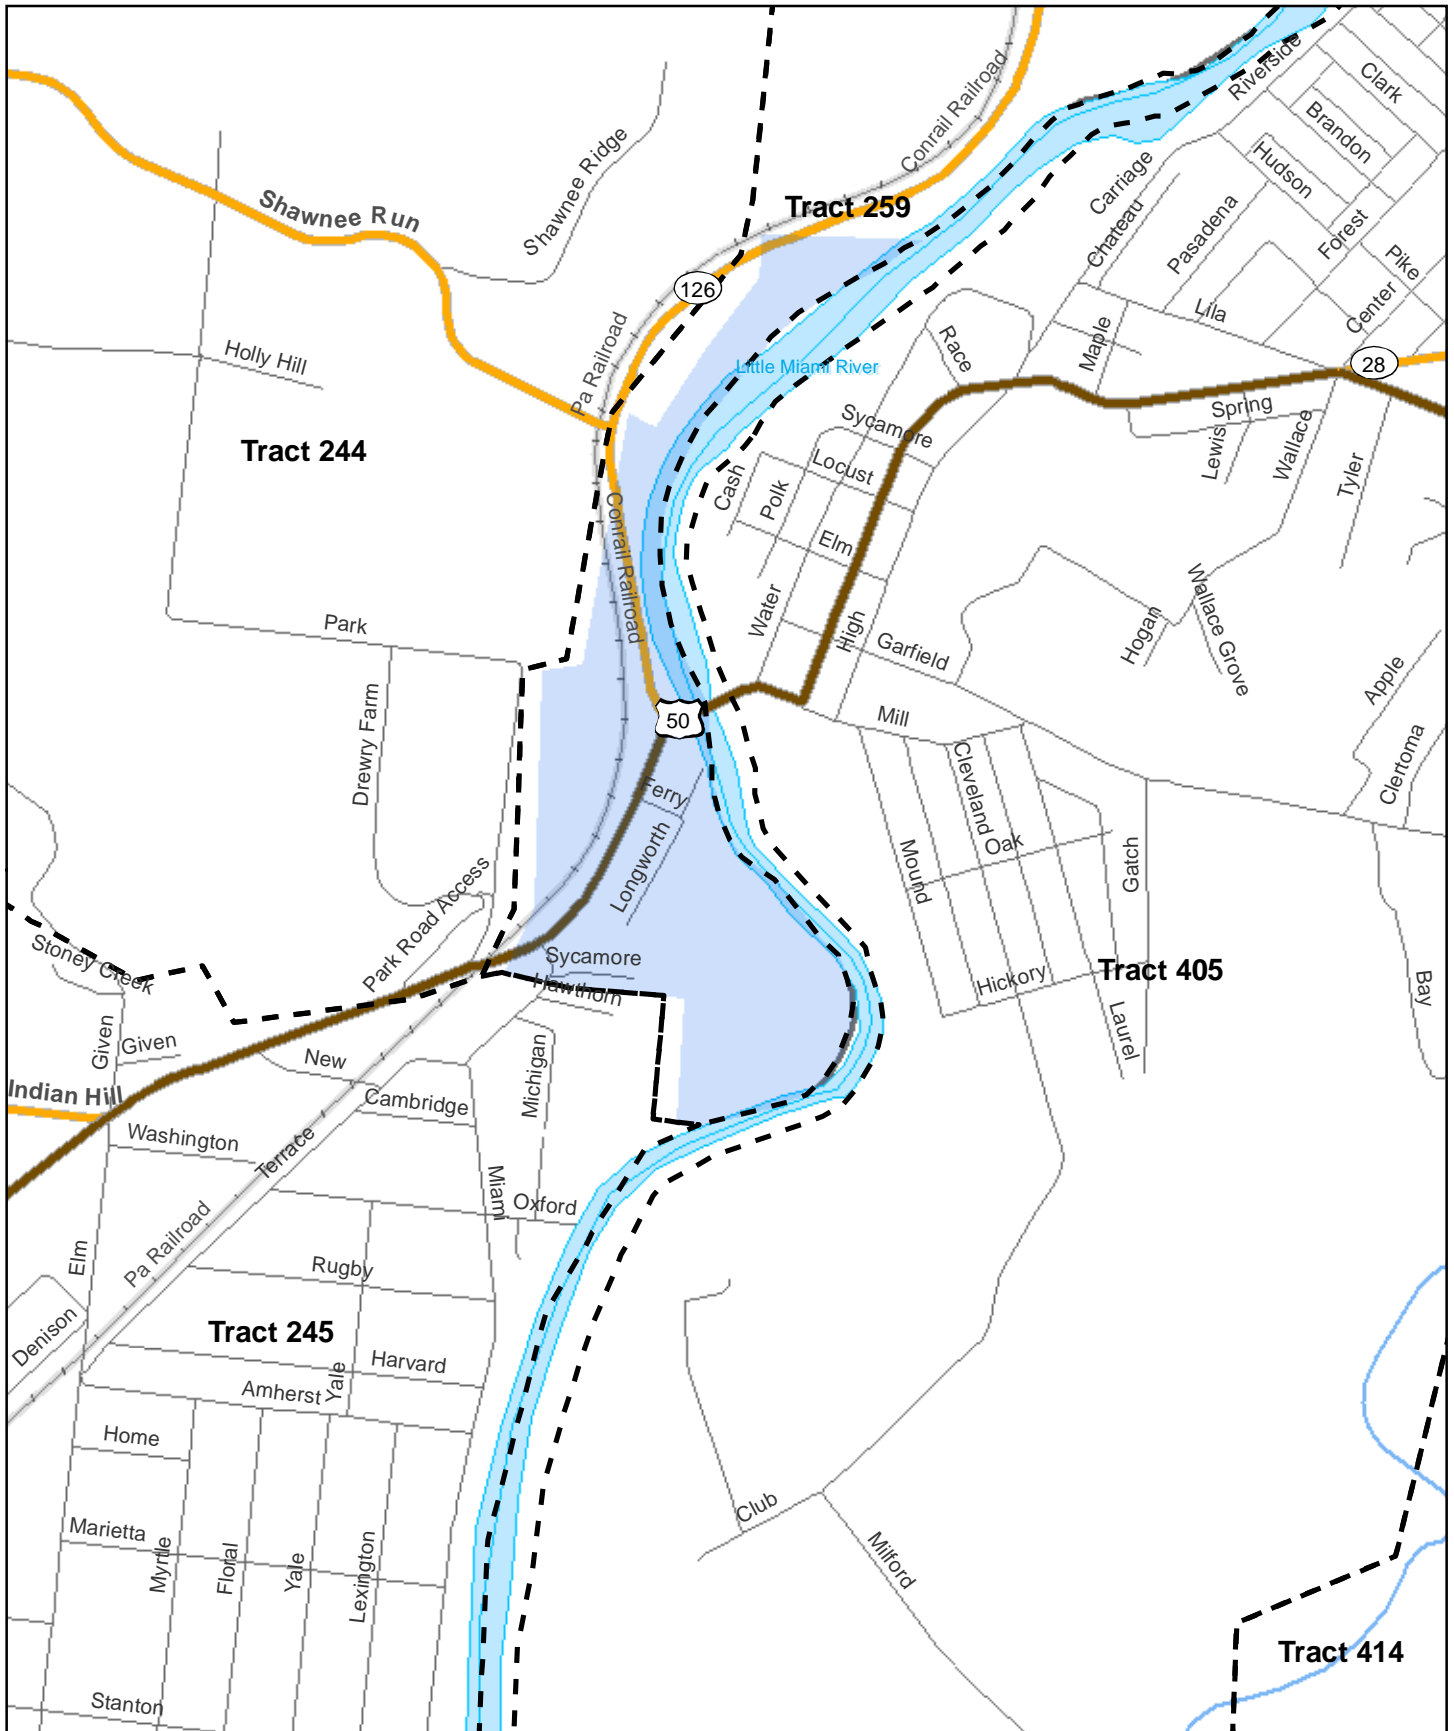 Riverside
Clark
Brandon
Hudson
Conrail Railroad
Shawnee Ridge
Shawnee Run
Tract 259
Carriage
Chateau
Pasadena
Forest
Pike
Center
126
Lila
Maple
Race
28
Little Miami River
Pa Railroad
Holly Hill
Tract 244
Sycamore
Locust
Spring
Lewis
Wallace
Tyler
Cash
Polk
Elm
Conrail Railroad
Water
High
Garfield
Hogan
Wallace Grove
Apple
Park
50
Mill
Drewry Farm
Ferry
Longworth
Cleveland
Oak
Mound
Gatch
Clertoma
Park Road Access
Stoney Creek
Sycamore
Hawthorn
Hickory
Tract 405
Laurel
Bay
Given
Given
New
Michigan
Indian Hill
Cambridge
Washington
Terrace
Miami
Oxford
Pa Railroad
Elm
Rugby
Denison
Tract 245
Harvard
Yale
Amherst
Home
Marietta
Myrtle
Floral
Yale
Lexington
Club
Milford
Tract 414
Stanton